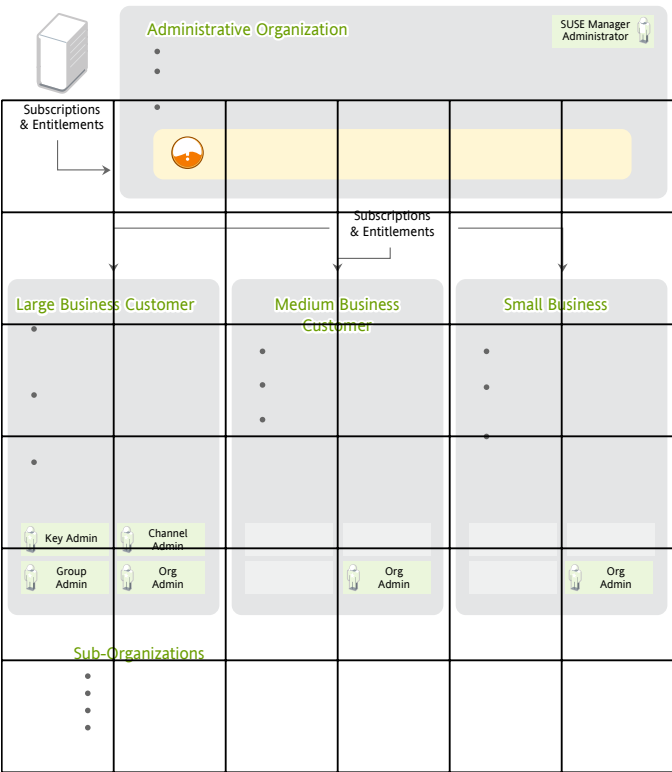 Administrative Organization
SUSE Manager
Administrator
Subscriptions
& Entitlements
Subscriptions
& Entitlements
Large Business Customer
Medium Business
Customer
Small Business
Key Admin
Channel
Admin
Group
Admin
Org
Admin
Org
Admin
Org
Admin
Sub-Organizations